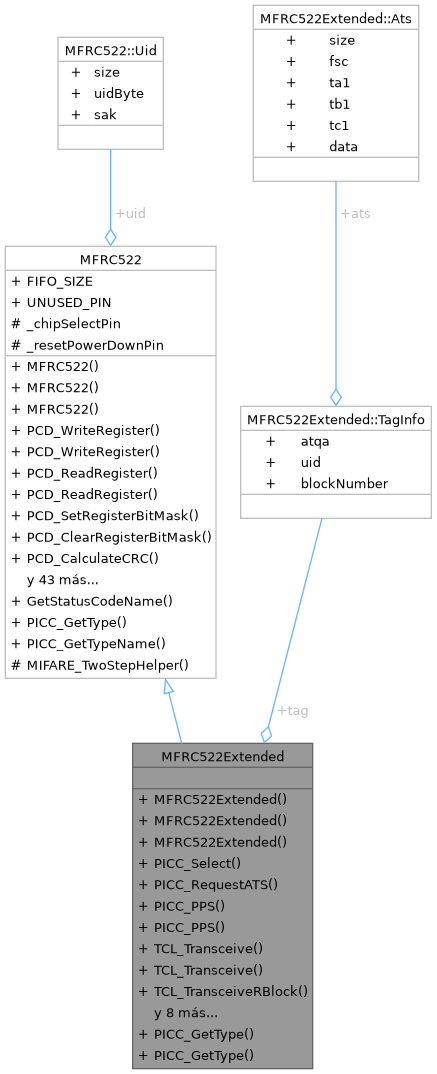 MFRC522Extended::Ats
+ size
+ fsc
+ ta1
+ tb1
+ tc1
+ data
MFRC522::Uid
+ size
+ uidByte
+ sak
+uid
+ats
MFRC522
+ FIFO_SIZE
+ UNUSED_PIN
# _chipSelectPin
# _resetPowerDownPin
+ MFRC522()
+ MFRC522()
+ MFRC522()
+ PCD_WriteRegister()
+ PCD_WriteRegister()
+ PCD_ReadRegister()
+ PCD_ReadRegister()
+ PCD_SetRegisterBitMask()
+ PCD_ClearRegisterBitMask()
+ PCD_CalculateCRC()
y 43 más...
+ GetStatusCodeName()
+ PICC_GetType()
+ PICC_GetTypeName()
# MIFARE_TwoStepHelper()
MFRC522Extended::TagInfo
+ atqa
+ uid
+ blockNumber
+tag
MFRC522Extended
+ MFRC522Extended()
+ MFRC522Extended()
+ MFRC522Extended()
+ PICC_Select()
+ PICC_RequestATS()
+ PICC_PPS()
+ PICC_PPS()
+ TCL_Transceive()
+ TCL_Transceive()
+ TCL_TransceiveRBlock()
y 8 más...
+ PICC_GetType()
+ PICC_GetType()